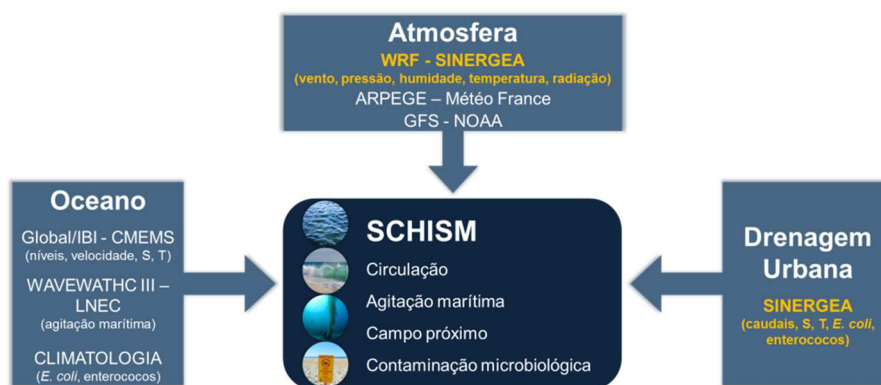 Atmosfera
WRF - SINERGEA
(vento, pressão, humidade, temperatura, radiação)
ARPEGE – Météo France
GFS - NOAA
Oceano
Global/IBI - CMEMS
(níveis, velocidade, S, T)
WAVEWATHC III –
LNEC
(agitação marítima)
CLIMATOLOGIA
(E. coli, enterococos)
SCHISM
Circulação
Agitação marítima
Campo próximo
Contaminação microbiológica
Drenagem
Urbana
SINERGEA
(caudais, S, T, E. coli,
enterococos)